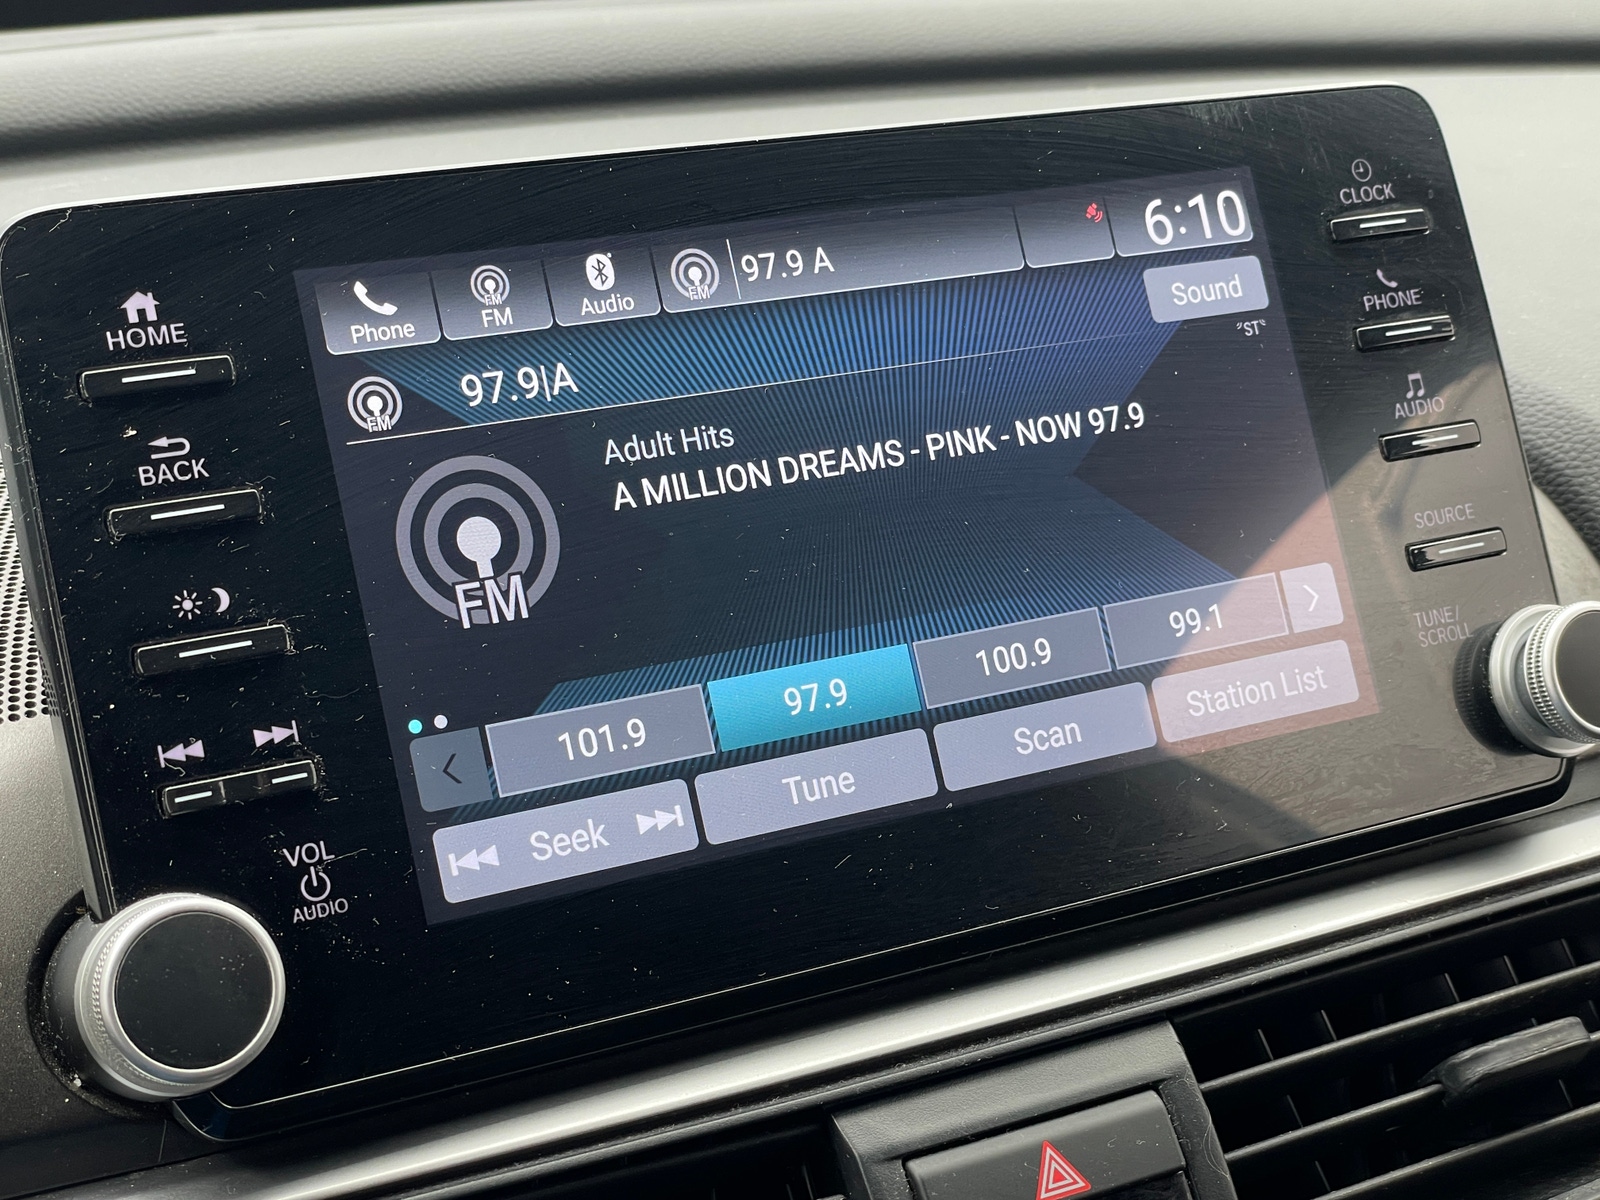 HOME
BACK
VOL
AUDIO
Phone
FM
FM
Audio
FM
97.9 A
6:10
Sound
FM
97.9|A
"ST"
Adult Hits
A MILLION DREAMS - PINK - NOW 97.9
FM
101.9
97.9
100.9
99.1
Seek
Tune
Scan
Station List
CLOCK
PHONE
AUDIO
SOURCE
TUNE/
SCROLL